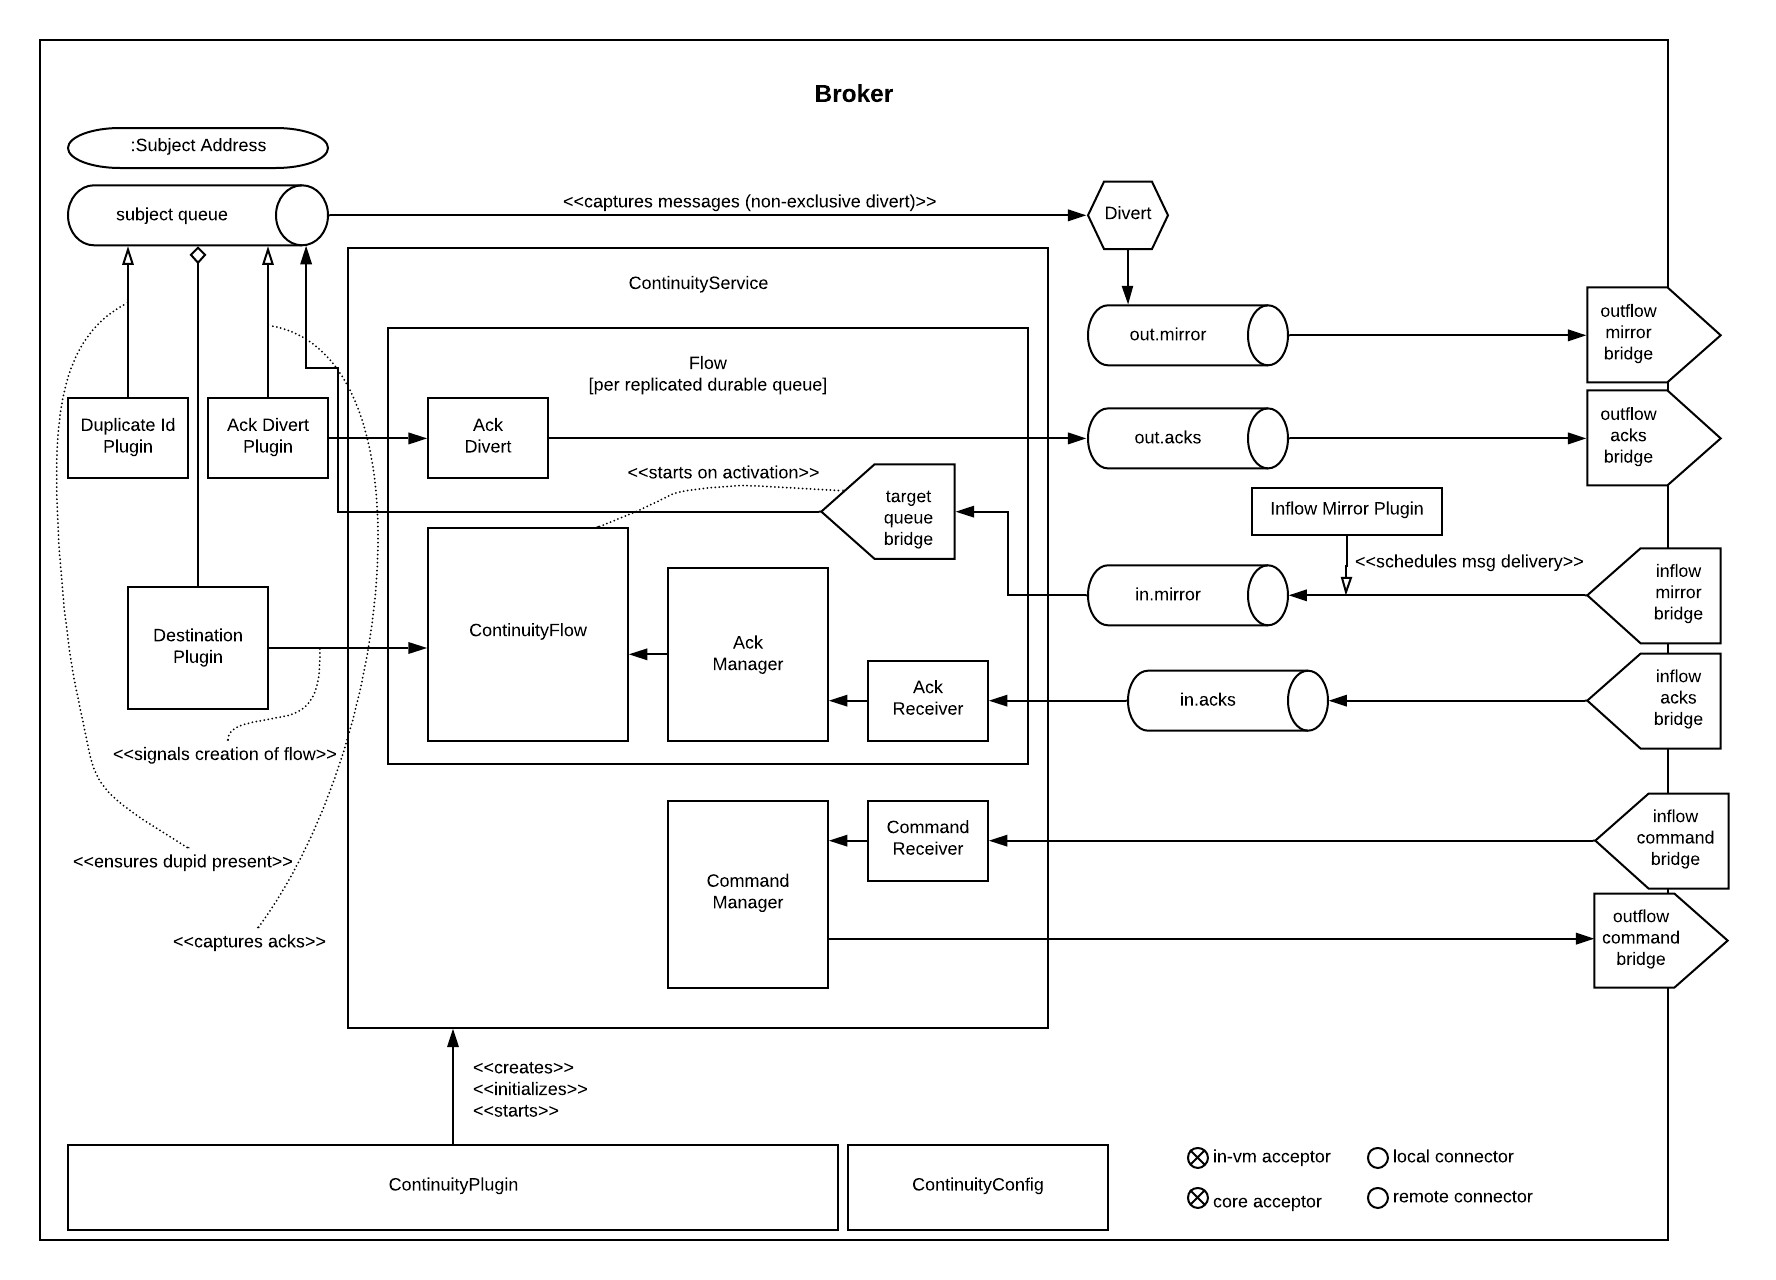 Broker
:Subject Address
subject queue
<<captures messages (non-exclusive divert)>>
Divert
ContinuityService
Flow
[per replicated durable queue]
out.mirror
outflow
mirror
bridge
Duplicate Id
Plugin
Ack Divert
Plugin
Ack
Divert
out.acks
outflow
acks
bridge
<<starts on activation>>
target
queue
bridge
Inflow Mirror Plugin
<<schedules msg delivery>>
in.mirror
inflow
mirror
bridge
Destination
Plugin
ContinuityFlow
Ack
Manager
Ack
Receiver
in.acks
inflow
acks
bridge
<<signals creation of flow>>
Command
Receiver
inflow
command
bridge
<<ensures dupid present>>
Command
Manager
<<captures acks>>
outflow
command
bridge
<<creates>>
<<initializes>>
<<starts>>
ContinuityPlugin
ContinuityConfig
in-vm acceptor
local connector
core acceptor
remote connector